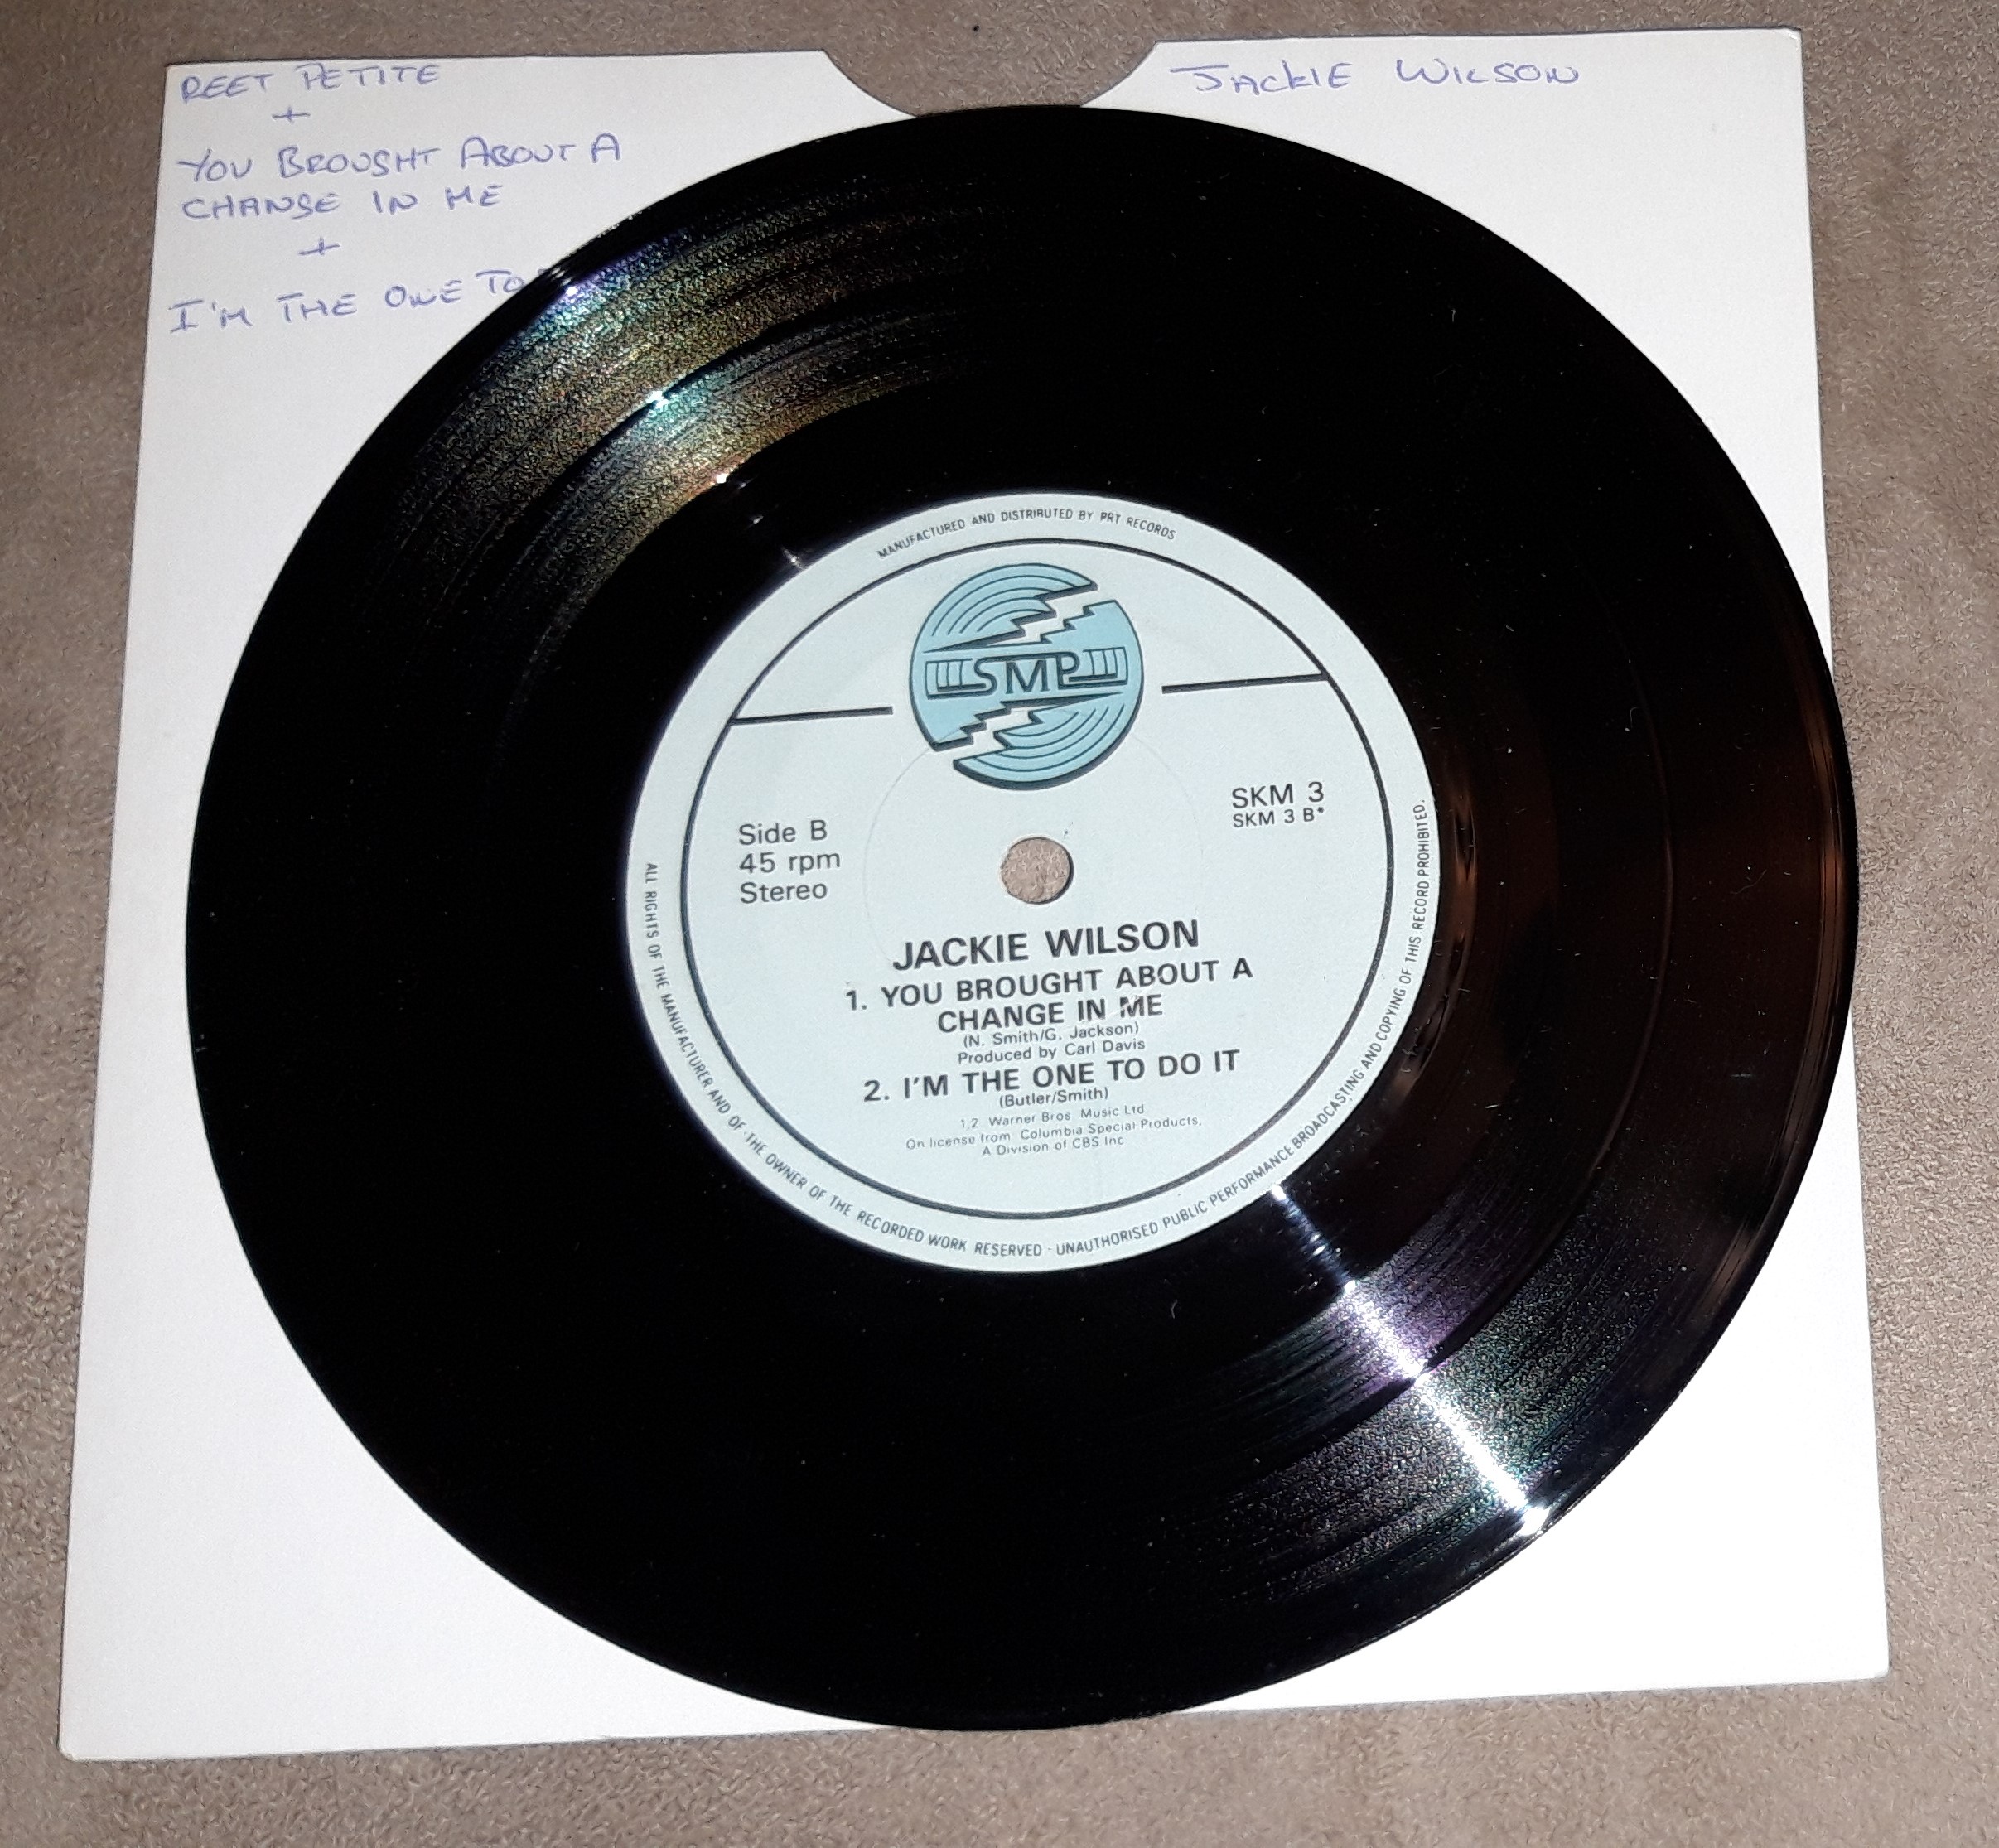 REET PETITE
+
YOU BROUGHT ABOUT A
CHANGE IN ME
+
I'M THE ONE TO
JACKIE WILSON
MANUFACTURED AND DISTRIBUTED BY PRT RECORDS
SMP
SKM 3
SKM 3 B*
Side B
45 rpm
Stereo
JACKIE WILSON
1. YOU BROUGHT ABOUT A
CHANGE IN ME
(N. Smith/G. Jackson)
Produced by Carl Davis
2. I'M THE ONE TO DO IT
(Butler/Smith)
1,2 Warner Bros. Music Ltd.
On license from Columbia Special Products,
A Division of CBS Inc
ALL RIGHTS OF THE MANUFACTURER AND OF THE OWNER OF THE RECORDED WORK RESERVED - UNAUTHORISED PUBLIC PERFORMANCE BROADCASTING AND COPYING OF THIS RECORD PROHIBITED.